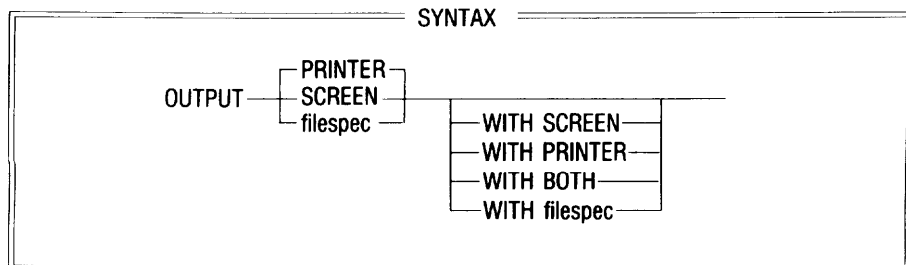 SYNTAX
PRINTER
OUTPUT SCREEN
filespec
WITH SCREEN
WITH PRINTER
WITH BOTH
WITH filespec